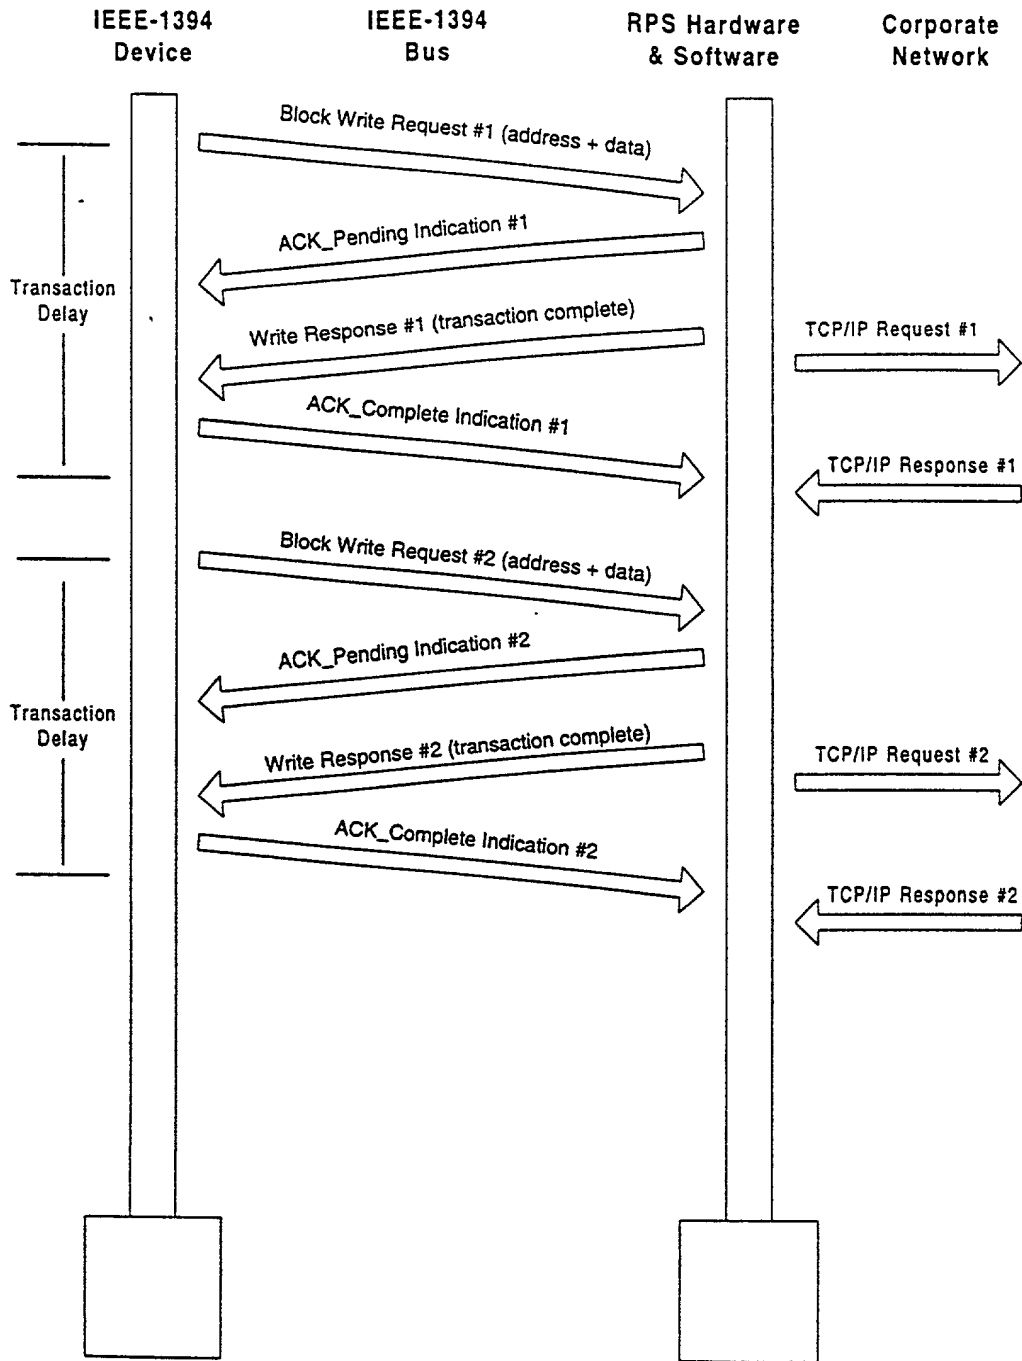 IEEE-1394
Device
IEEE-1394
Bus
RPS Hardware
& Software
Corporate
Network
Block Write Request #1 (address + data)
ACK_Pending Indication #1
Transaction
Delay
Write Response #1 (transaction complete)
TCP/IP Request #1
ACK_Complete Indication #1
TCP/IP Response #1
Block Write Request #2 (address + data)
ACK_Pending Indication #2
Transaction
Delay
Write Response #2 (transaction complete)
TCP/IP Request #2
ACK_Complete Indication #2
TCP/IP Response #2